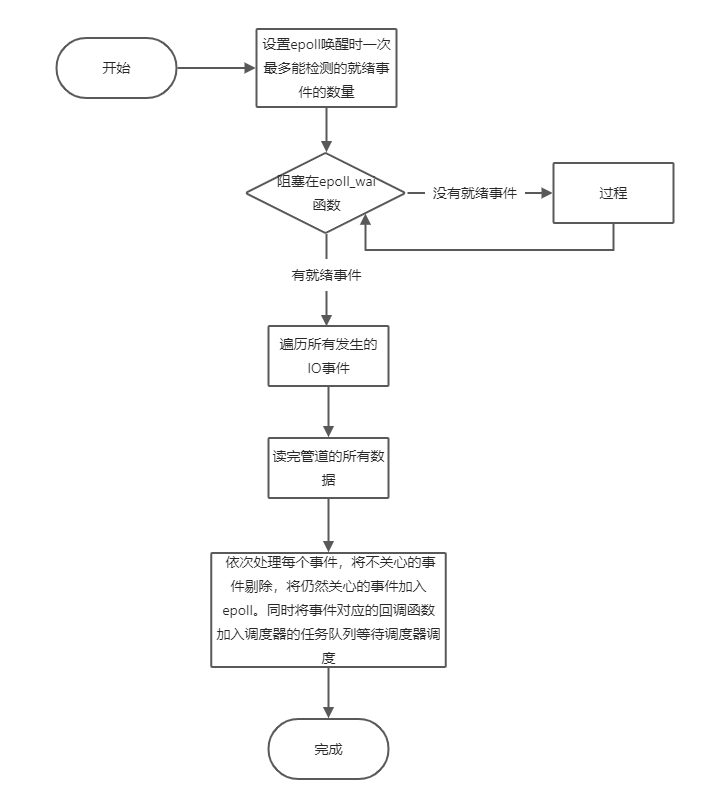 开始
设置epoll唤醒时一次
最多能检测的就绪事
件的数量
阻塞在epoll_wai
函数
没有就绪事件
过程
有就绪事件
遍历所有发生的
IO事件
读完管道的所有数
据
依次处理每个事件，将不关心的事
件剔除，将仍然关心的事件加入
epoll。同时将事件对应的回调函数
加入调度器的任务队列等待调度器调
度
完成